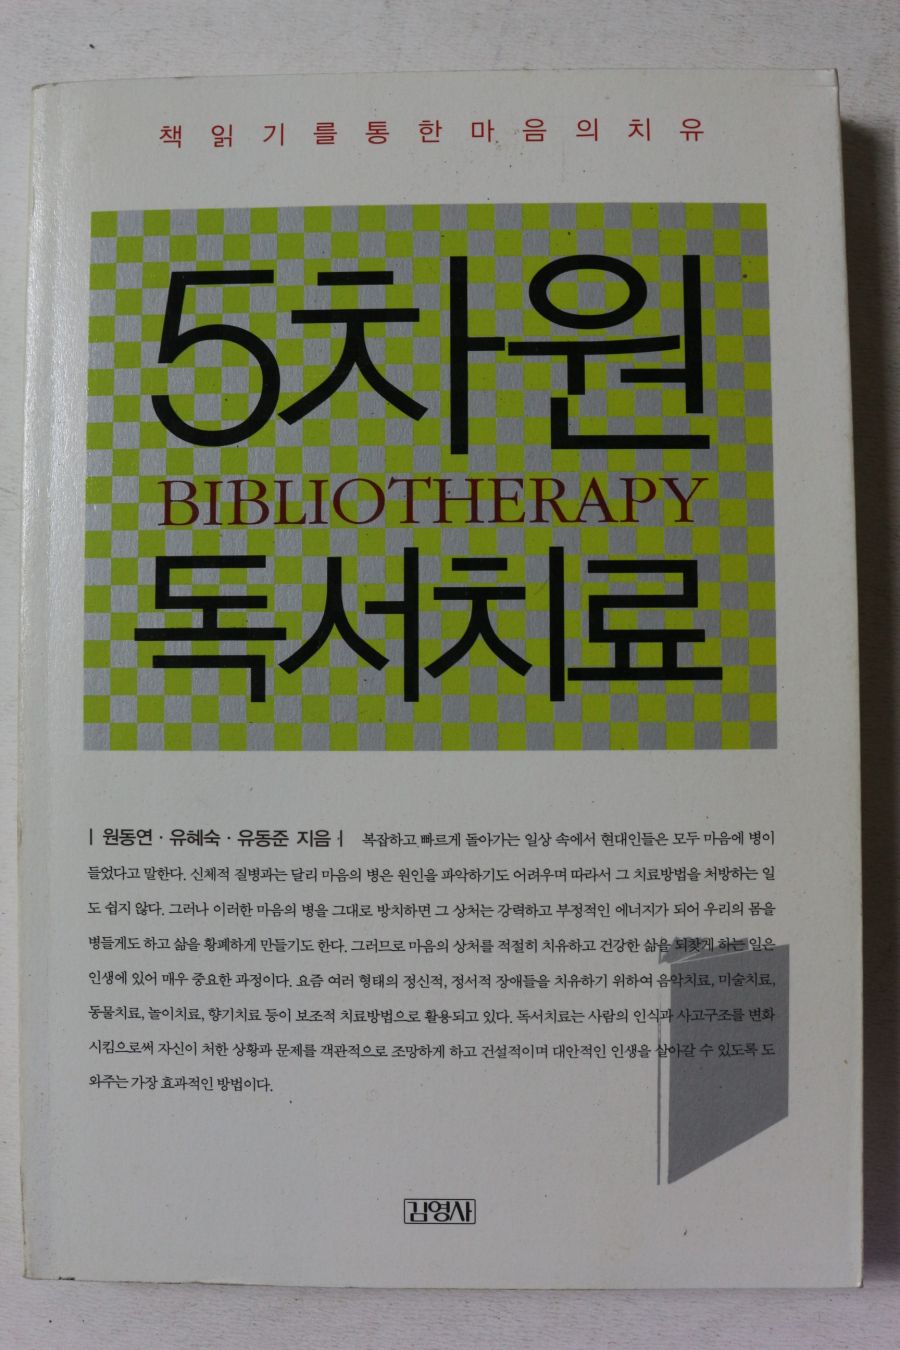 책읽기를통한마음의치유
5차원
BIBLIOTHERAPY
독서치료
| 원동연 · 유혜숙 · 유동준 지음 | 복잡하고 빠르게 돌아가는 일상 속에서 현대인들은 모두 마음에 병이
들었다고 말한다. 신체적 질병과는 달리 마음의 병은 원인을 파악하기도 어려우며 따라서 그 치료방법을 처방하는 일
도 쉽지 않다. 그러나 이러한 마음의 병을 그대로 방치하면 그 상처는 강력하고 부정적인 에너지가 되어 우리의 몸을
병들게도 하고 삶을 황폐하게 만들기도 한다. 그러므로 마음의 상처를 적절히 치유하고 건강한 삶을 되찾게 하는 일은
인생에 있어 매우 중요한 과정이다. 요즘 여러 형태의 정신적, 정서적 장애들을 치유하기 위하여 음악치료, 미술치료,
동물치료, 놀이치료, 향기치료 등이 보조적 치료방법으로 활용되고 있다. 독서치료는 사람의 인식과 사고구조를 변화
시킴으로써 자신이 처한 상황과 문제를 객관적으로 조망하게 하고 건설적이며 대안적인 인생을 살아갈 수 있도록 도
와주는 가장 효과적인 방법이다.
김영사